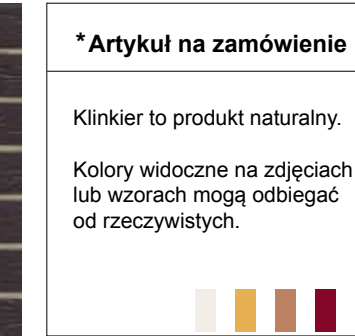 *Artykuł na zamówienie
Klinkier to produkt naturalny.
Kolory widoczne na zdjęciach
lub wzorach mogą odbiegać
od rzeczywistych.